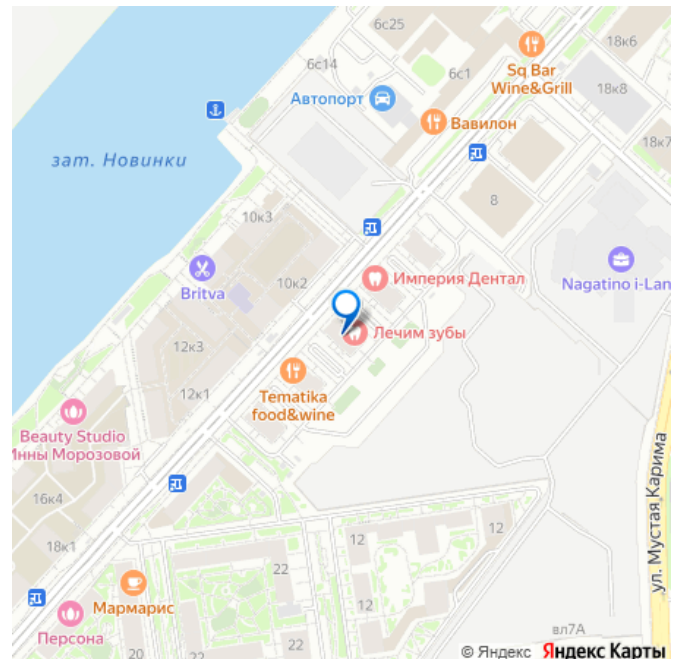 6с25
18к6
6с14
6с1
Sq Bar
Wine&Grill
Автопорт
18к8
Вавилон
зат. Новинки
18к7
8
10к3
Империя Дентал
Nagatino i-Lan
Britva
10к2
Лечим зубы
12к3
Tematika
food&wine
12к1
Beauty Studio
Инны Морозовой
ул. Мустая Карима
16к4
12
12
18к1
22
Мармарис
12
Персона
22
20
вл7А
© Яндекс Яндекс Карты